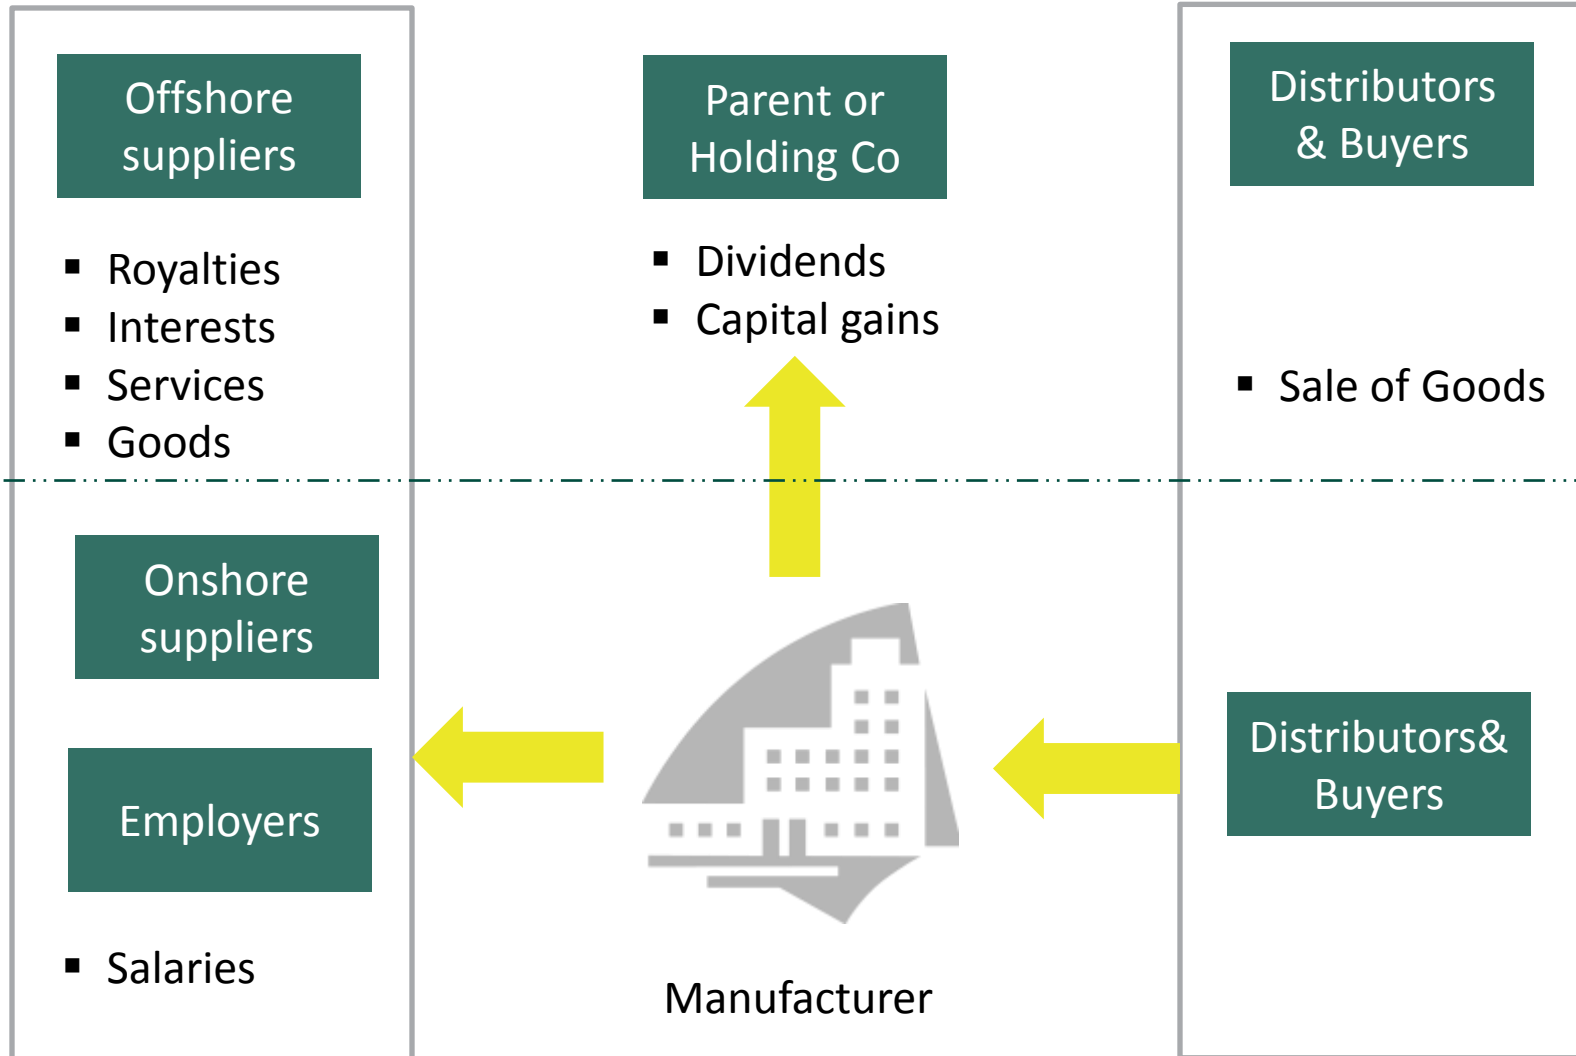 Offshore
suppliers
▪ Royalties
▪ Interests
▪ Services
▪ Goods
Parent or
Holding Co
▪ Dividends
▪ Capital gains
Distributors
& Buyers
▪ Sale of Goods
Onshore
suppliers
Employers
▪ Salaries
Manufacturer
Distributors&
Buyers